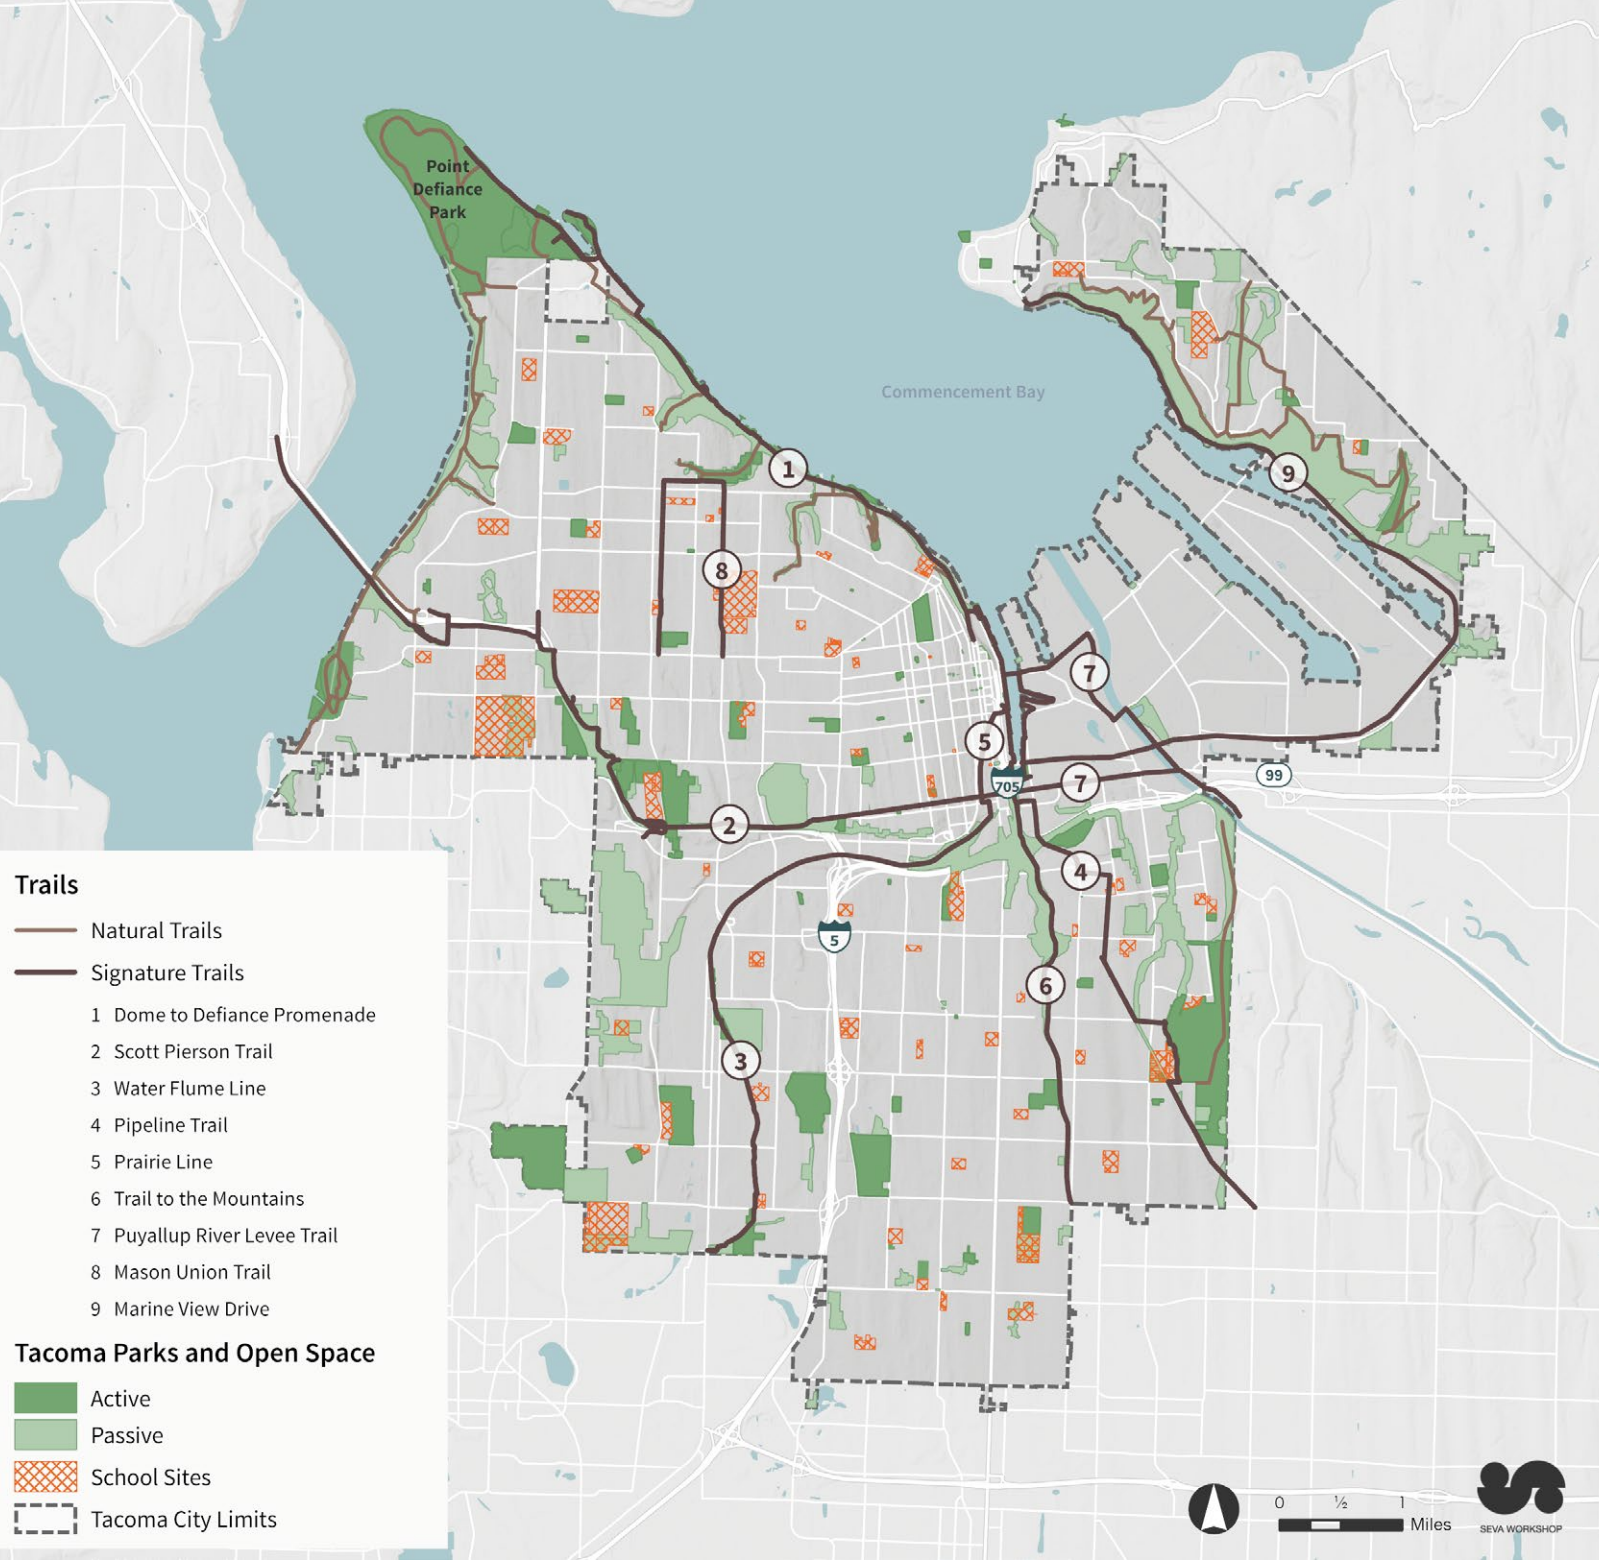 Point
Defiance
Park
Commencement Bay
1
9
8
7
5
705
7
99
2
4
5
6
3
Trails
Natural Trails
Signature Trails
1 Dome to Defiance Promenade
2 Scott Pierson Trail
3 Water Flume Line
4 Pipeline Trail
5 Prairie Line
6 Trail to the Mountains
7 Puyallup River Levee Trail
8 Mason Union Trail
9 Marine View Drive
Tacoma Parks and Open Space
Active
Passive
School Sites
Tacoma City Limits
0 ½ 1
Miles
SEVA WORKSHOP